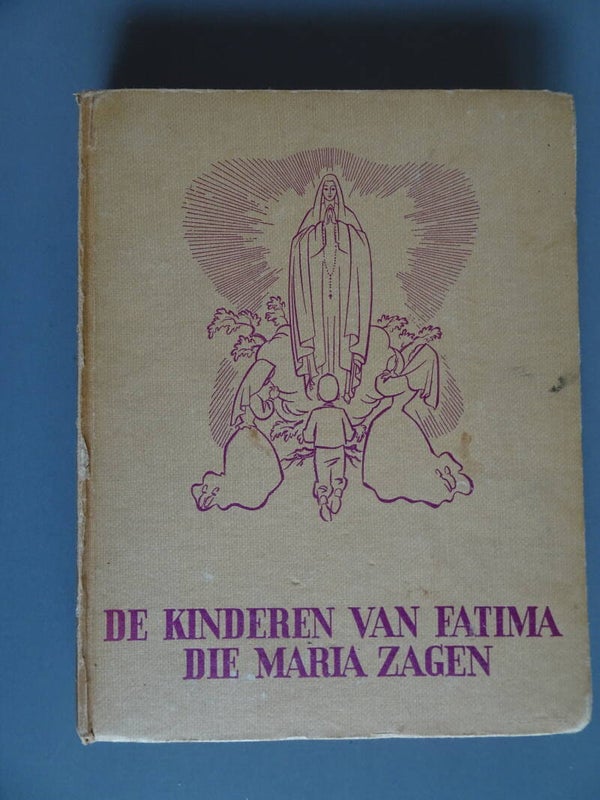 DE KINDEREN VAN FATIMA
DIE MARIA ZAGEN